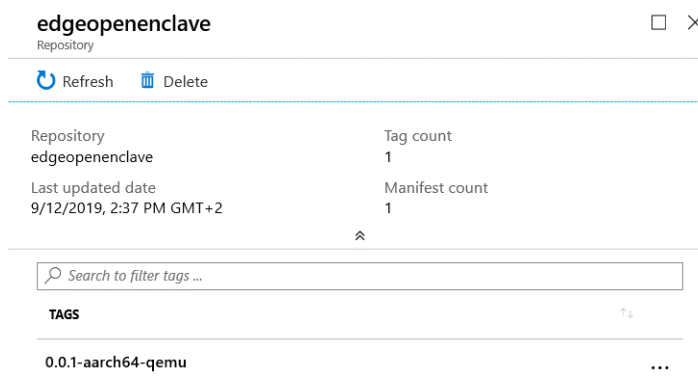 edgeopenenclave
Repository
Refresh Delete
Repository Tag count
edgeopenenclave 1
Last updated date Manifest count
9/12/2019, 2:37 PM GMT+2 1
Search to filter tags ...
TAGS
0.0.1-aarch64-qemu ...